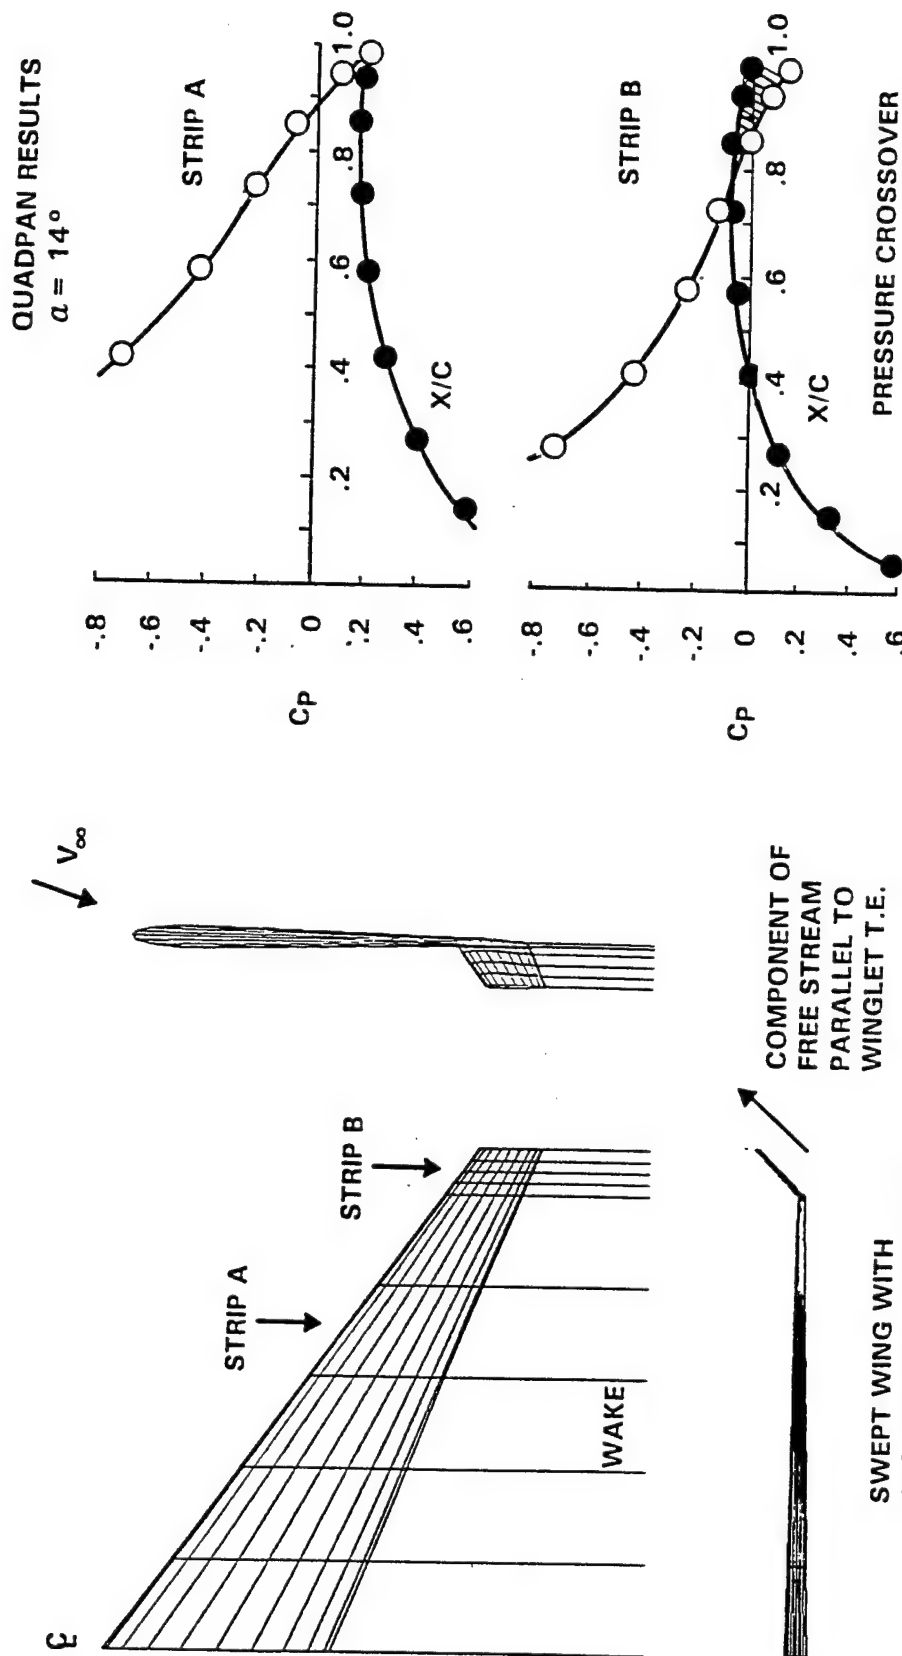 QUADPAN RESULTS
α = 14°
STRIP A
-.8
-.6
-.4
-.2
0
.2
.4
.6
CP
.2
.4
.6
.8
1.0
X/C
STRIP B
-.8
-.6
-.4
-.2
0
.2
.4
.6
CP
.2
.4
.6
.8
1.0
X/C
PRESSURE CROSSOVER
V∞
COMPONENT OF
FREE STREAM
PARALLEL TO
WINGLET T.E.
℄
STRIP A
STRIP B
WAKE
SWEPT WING WITH